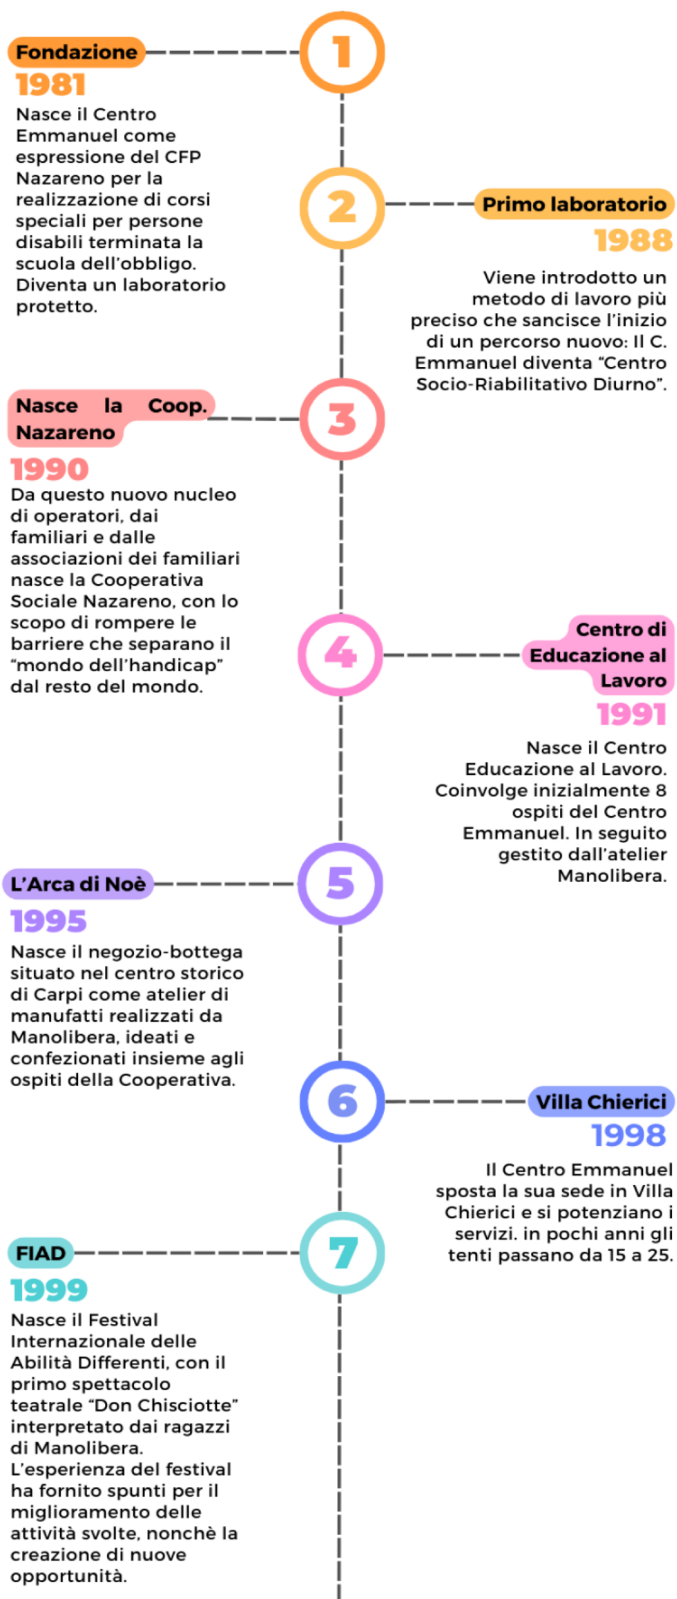 1
Fondazione
1981
Nasce il Centro
Emmanuel come
espressione del CFP
Nazareno per la
realizzazione di corsi
speciali per persone
disabili terminata la
scuola dell'obbligo.
Diventa un laboratorio
protetto.
2
Primo laboratorio
1988
Viene introdotto un
metodo di lavoro più
preciso che sancisce l'inizio
di un percorso nuovo: Il C.
Emmanuel diventa "Centro
Socio-Riabilitativo Diurno".
3
Nasce la Coop.
Nazareno
1990
Da questo nuovo nucleo
di operatori, dai
familiari e dalle
associazioni dei familiari
nasce la Cooperativa
Sociale Nazareno, con lo
scopo di rompere le
barriere che separano il
"mondo dell'handicap"
dal resto del mondo.
4
Centro di
Educazione al
Lavoro
1991
Nasce il Centro
Educazione al Lavoro.
Coinvolge inizialmente 8
ospiti del Centro
Emmanuel. In seguito
gestito dall'atelier
Manolibera.
5
L'Arca di Noè
1995
Nasce il negozio-bottega
situato nel centro storico
di Carpi come atelier di
manufatti realizzati da
Manolibera, ideati e
confezionati insieme agli
ospiti della Cooperativa.
6
Villa Chierici
1998
Il Centro Emmanuel
sposta la sua sede in Villa
Chierici e si potenziano i
servizi. in pochi anni gli
tenti passano da 15 a 25.
7
FIAD
1999
Nasce il Festival
Internazionale delle
Abilità Differenti, con il
primo spettacolo
teatrale "Don Chisciotte"
interpretato dai ragazzi
di Manolibera.
L'esperienza del festival
ha fornito spunti per il
miglioramento delle
attività svolte, nonchè la
creazione di nuove
opportunità.